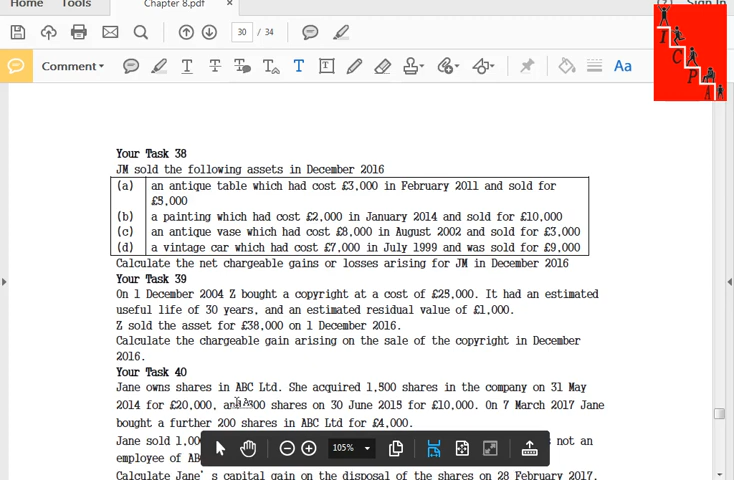 Home Tools Chapter 8.pdf × Sign In
30 / 34
Comment
Aa
I
C
P
A
Your Task 38
JM sold the following assets in December 2016
(a) an antique table which had cost £3,000 in February 2011 and sold for
£5,000
(b) a painting which had cost £2,000 in January 2014 and sold for £10,000
(c) an antique vase which had cost £8,000 in August 2002 and sold for £3,000
(d) a vintage car which had cost £7,000 in July 1999 and was sold for £9,000
Calculate the net chargeable gains or losses arising for JM in December 2016
Your Task 39
On 1 December 2004 Z bought a copyright at a cost of £25,000. It had an estimated
useful life of 30 years, and an estimated residual value of £1,000.
Z sold the asset for £38,000 on 1 December 2016.
Calculate the chargeable gain arising on the sale of the copyright in December
2016.
Your Task 40
Jane owns shares in ABC Ltd. She acquired 1,500 shares in the company on 31 May
2014 for £20,000, shares on 30 June 2015 for £10,000. On 7 March 2017 Jane
bought a further 200 shares in ABC Ltd for £4,000.
Jane sold s not an
employee of
105%
Calculate Jane's capital gain on the disposal of the shares on 28 February 2017.